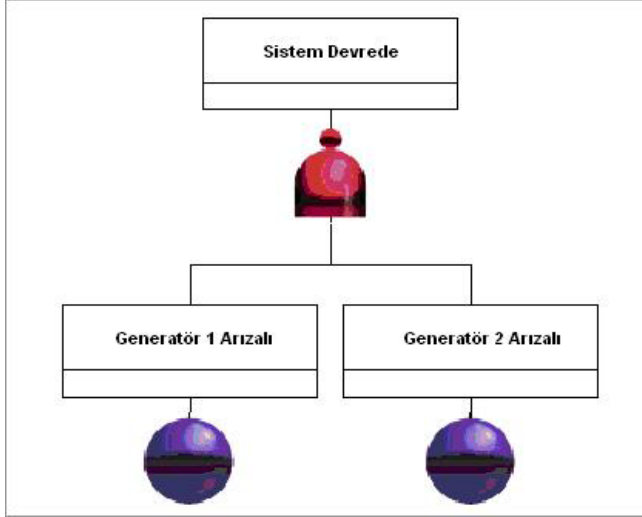 Sistem Devrede
Generatör 1 Arızalı
Generatör 2 Arızalı